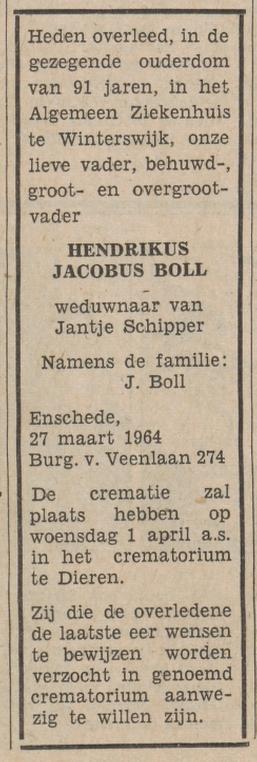 Heden overleed, in de
gezegende ouderdom
van 91 jaren, in het
Algemeen Ziekenhuis
te Winterswijk, onze
lieve vader, behuwd-,
groot- en overgroot-
vader
HENDRIKUS
JACOBUS BOLL
weduwnaar van
Jantje Schipper
Namens de familie:
J. Boll
Enschede,
27 maart 1964
Burg. v. Veenlaan 274
De crematie zal
plaats hebben op
woensdag 1 april a.s.
in het crematorium
te Dieren.
Zij die de overledene
de laatste eer wensen
te bewijzen worden
verzocht in genoemd
crematorium aanwe-
zig te willen zijn.